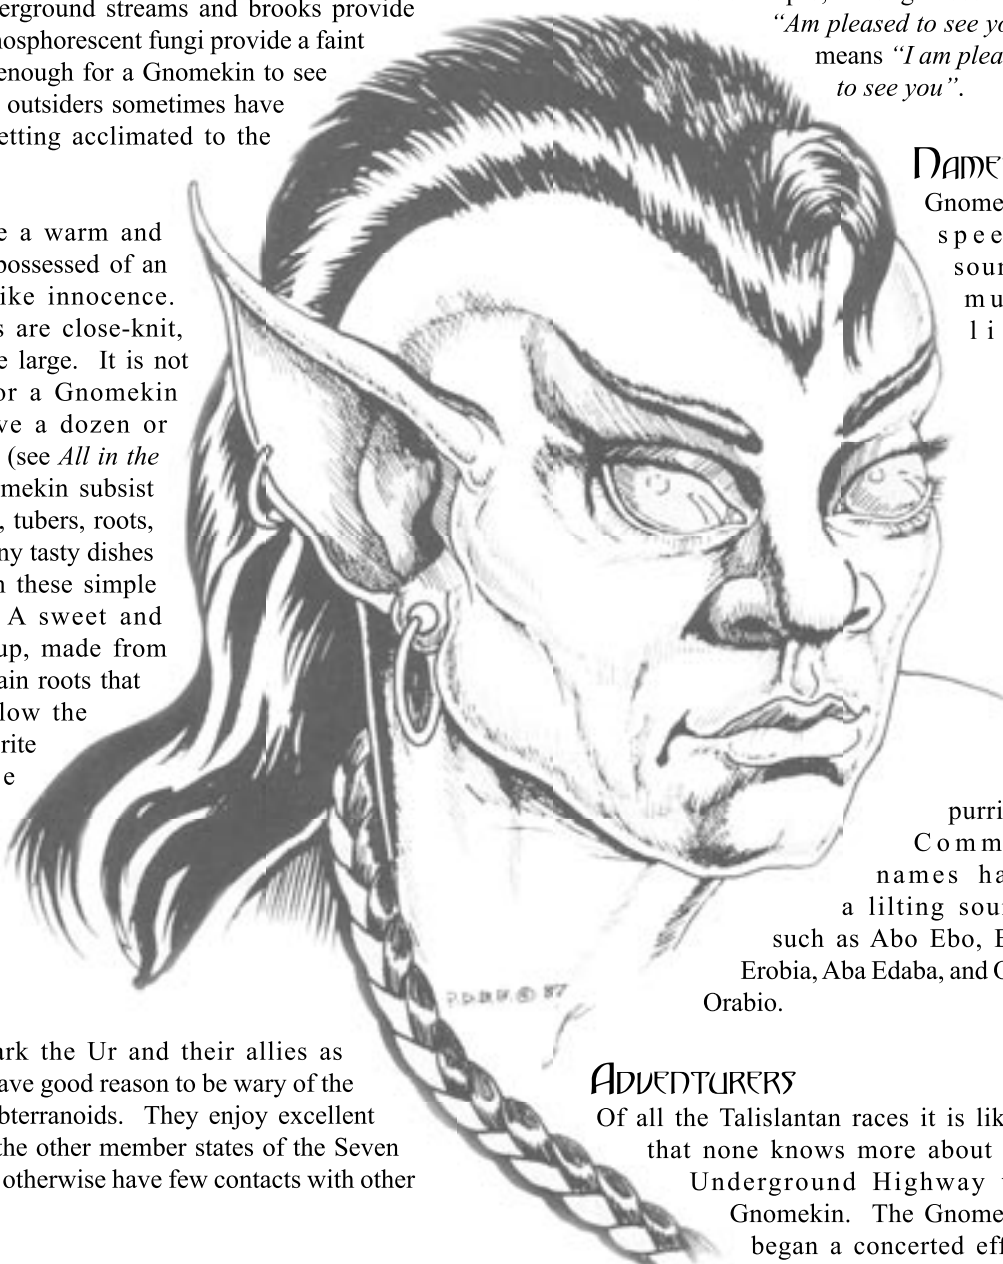 erground streams and brooks provide
hosphorescent fungi provide a faint
enough for a Gnomekin to see
outsiders sometimes have
etting acclimated to the
e a warm and
possessed of an
ike innocence.
s are close-knit,
e large. It is not
or a Gnomekin
ve a dozen or
(see All in the
mekin subsist
, tubers, roots,
ny tasty dishes
n these simple
A sweet and
up, made from
ain roots that
low the
rite
e
ark the Ur and their allies as
ave good reason to be wary of the
bterranoids. They enjoy excellent
the other member states of the Seven
otherwise have few contacts with other
“Am pleased to see yo
means “I am plea
to see you”.
NAME
Gnome
spee
sour
mu
li
purri
Comm
names ha
a lilting sou
such as Abo Ebo, E
Erobia, Aba Edaba, and O
Orabio.
P.D.B.W. © 87
ADVENTURERS
Of all the Talislantan races it is lik
that none knows more about
Underground Highway
Gnomekin. The Gnome
began a concerted eff